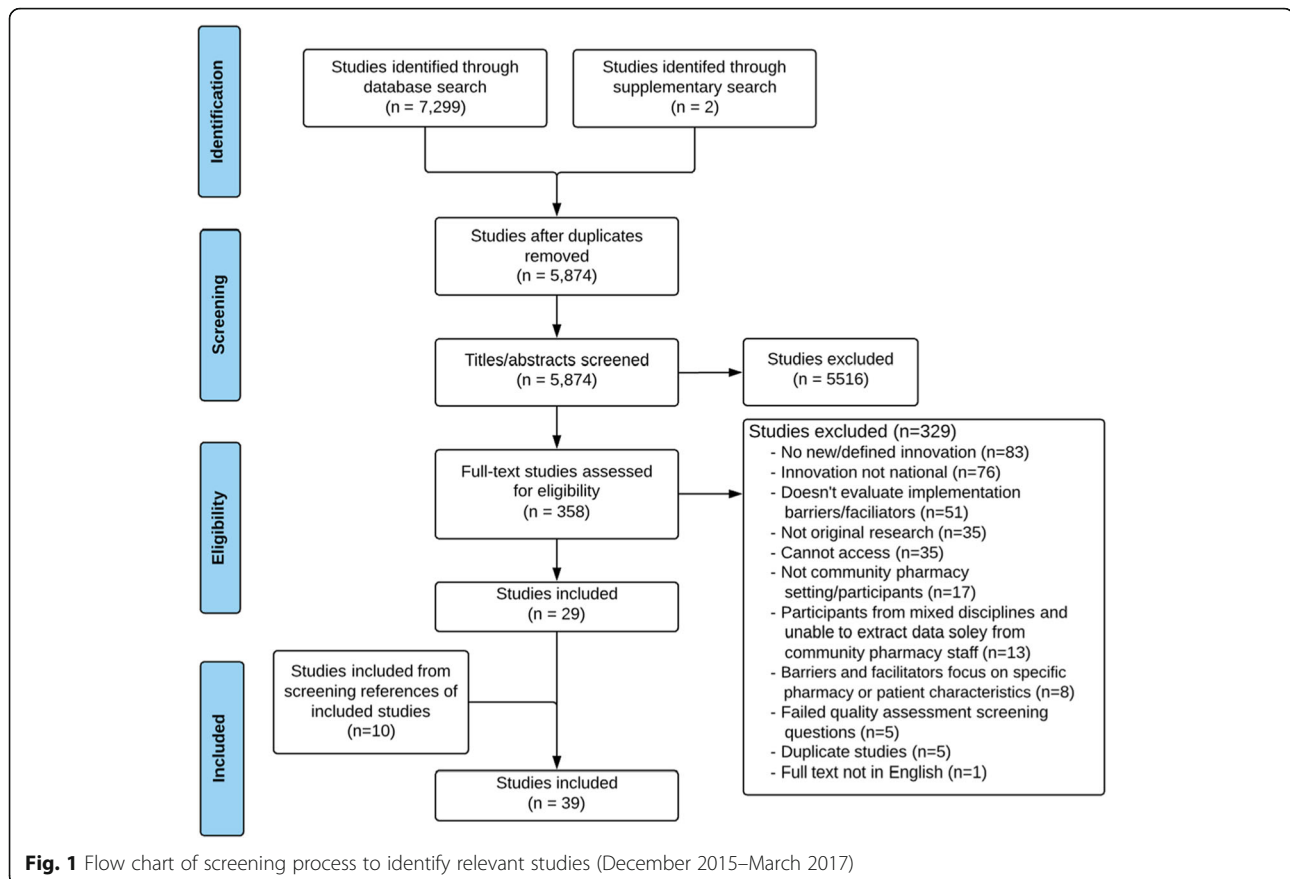 Identification
Studies identified through
database search
(n = 7,299)
Studies identifed through
supplementary search
(n = 2)
Screening
Studies after duplicates
removed
(n = 5,874)
Titles/abstracts screened
(n = 5,874)
Studies excluded
(n = 5516)
Eligibility
Full-text studies assessed
for eligibility
(n = 358)
Studies excluded (n=329)
- No new/defined innovation (n=83)
- Innovation not national (n=76)
- Doesn't evaluate implementation
barriers/faciliators (n=51)
- Not original research (n=35)
- Cannot access (n=35)
- Not community pharmacy
setting/participants (n=17)
- Participants from mixed disciplines and
unable to extract data soley from
community pharmacy staff (n=13)
- Barriers and facilitators focus on specific
pharmacy or patient characteristics (n=8)
- Failed quality assessment screening
questions (n=5)
- Duplicate studies (n=5)
- Full text not in English (n=1)
Studies included
(n = 29)
Included
Studies included from
screening references of
included studies
(n=10)
Studies included
(n = 39)
Fig. 1 Flow chart of screening process to identify relevant studies (December 2015–March 2017)